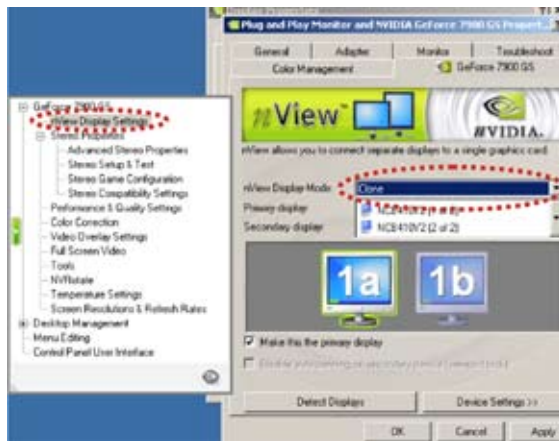 Plug and Play Monitor and NVIDIA GeForce 7900 GS Propert...
General
Adapter
Monitor
Troubleshoot
Color Management
GeForce 7900 GS
GeForce 7900 GS
nView Display Settings
Stereo Properties
Advanced Stereo Properties
Stereo Setup & Test
Stereo Game Configuration
Stereo Compatibility Settings
Performance & Quality Settings
Color Correction
Video Overlay Settings
Full Screen Video
Tools
NVRotate
Temperature Settings
Screen Resolutions & Refresh Rates
Desktop Management
Menu Editing
Control Panel User Interface
nView
NVIDIA.
nView allows you to connect separate displays to a single graphics card.
nView Display Mode:
Clone
Primary display
Secondary display
(2 of 2)
1a
1b
Make this the primary display
Detect Displays
Device Settings >>
OK
Cancel
Apply